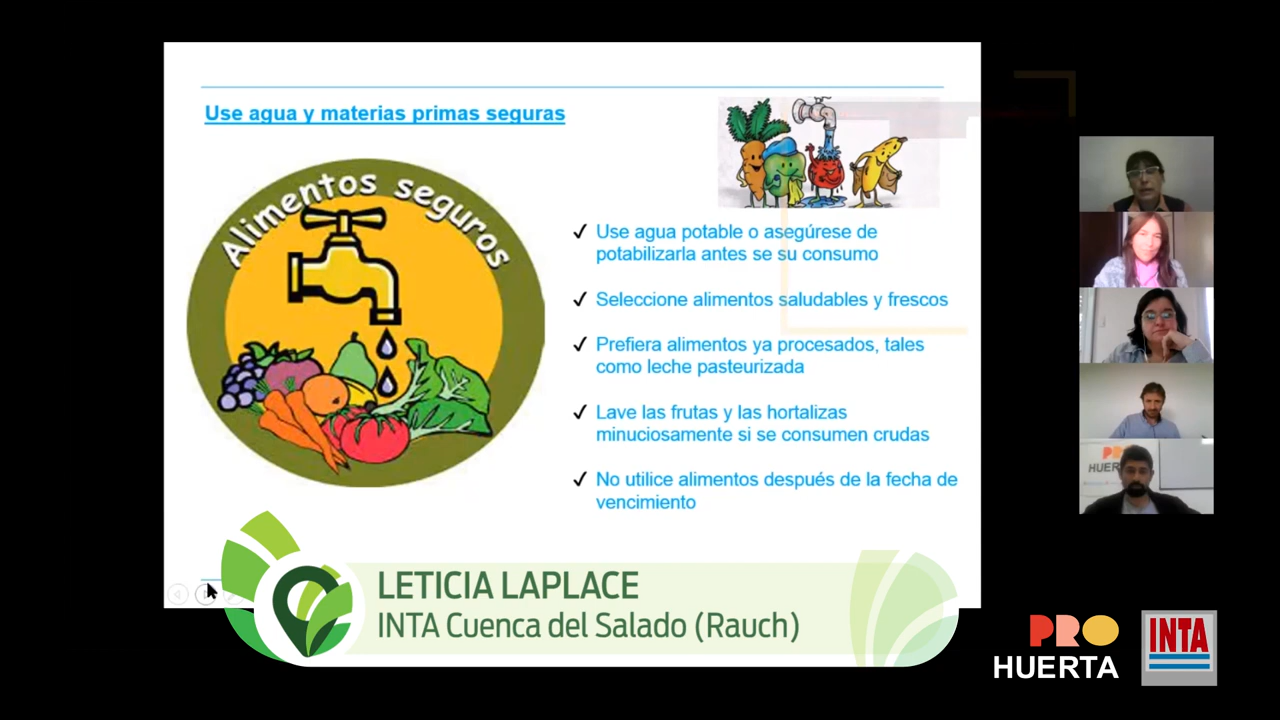 Use agua y materias primas seguras
Alimentos seguros
✓ Use agua potable o asegúrese de
potabilizarla antes se su consumo
✓ Seleccione alimentos saludables y frescos
✓ Prefiera alimentos ya procesados, tales
como leche pasteurizada
✓ Lave las frutas y las hortalizas
minuciosamente si se consumen crudas
✓ No utilice alimentos después de la fecha de
vencimiento
LETICIA LAPLACE
INTA Cuenca del Salado (Rauch)
PRO
HUERTA
PRO
HUERTA
INTA